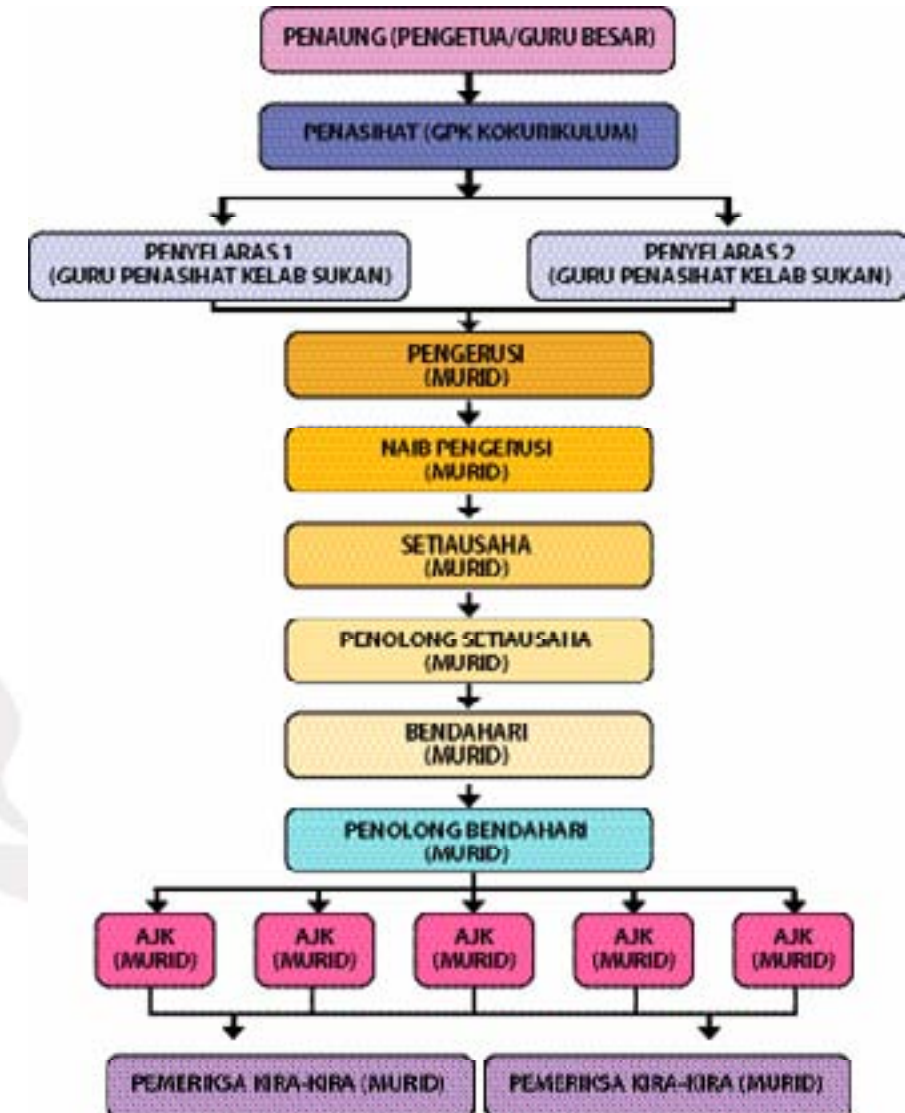 PENAUNG (PENGETUA/GURU BESAR)
PENASIHAT (GPK KOKURIKULUM)
PENYELARAS 1
(GURU PENASIHAT KELAB SUKAN)
PENYELARAS 2
(GURU PENASIHAT KELAB SUKAN)
PENGERUSI
(MURID)
NAIB PENGERUSI
(MURID)
SETIAUSAHA
(MURID)
PENOLONG SETIAUSAHA
(MURID)
BENDAHARI
(MURID)
PENOLONG BENDAHARI
(MURID)
AJK
(MURID)
AJK
(MURID)
AJK
(MURID)
AJK
(MURID)
AJK
(MURID)
PEMERIKSA KIRA-KIRA (MURID)
PEMERIKSA KIRA-KIRA (MURID)